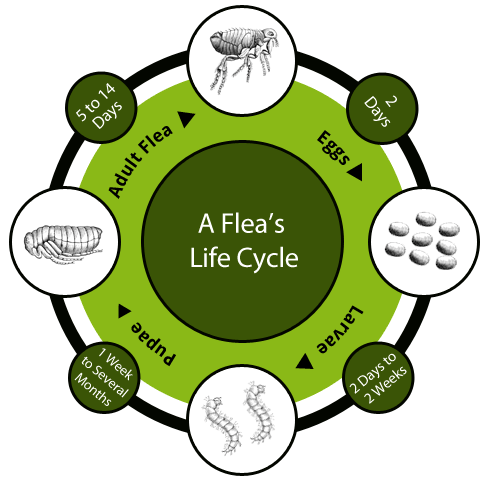 A Flea’s
Life Cycle
2
Days
Eggs
2 Days to
2 Weeks
Larvae
1 Week
to Several
Months
Pupae
5 to 14
Days
Adult Flea